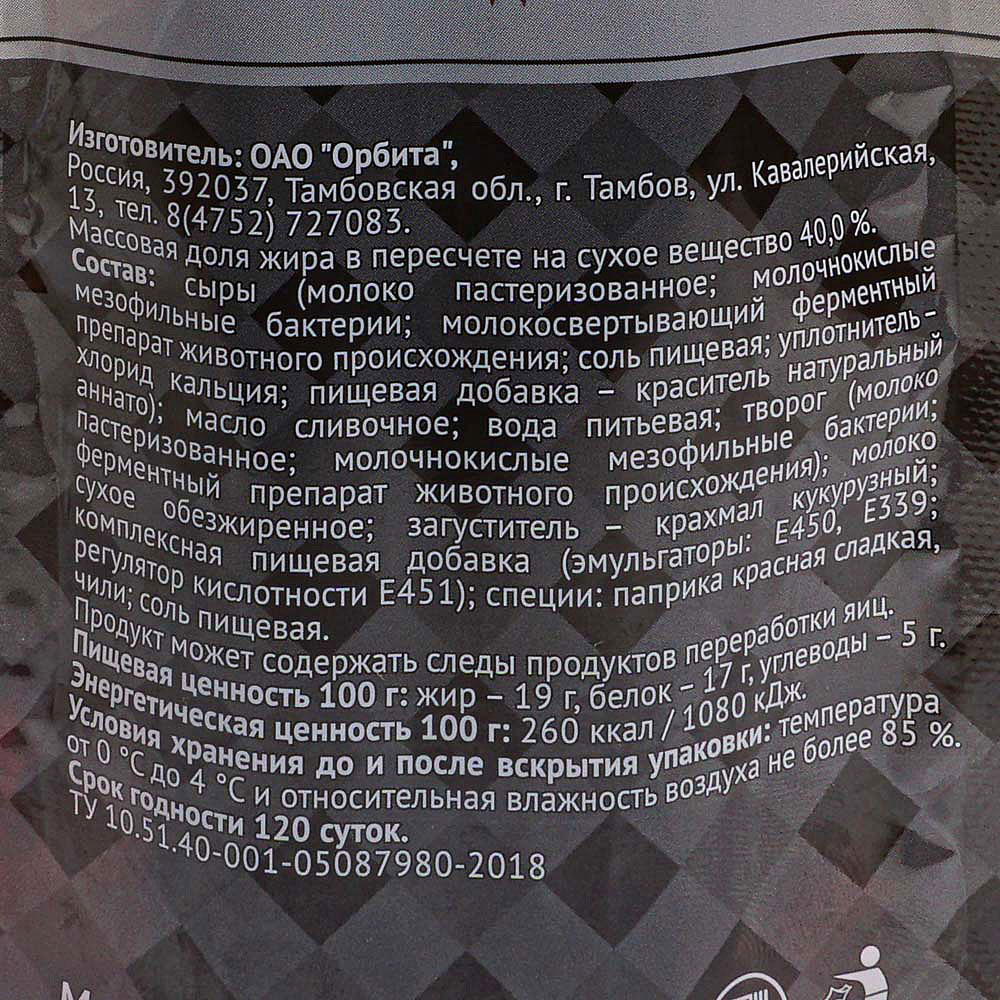 Изготовитель: ОАО "Орбита",
Россия, 392037, Тамбовская обл., г. Тамбов, ул. Кавалерийская,
13, тел. 8(4752) 727083.
Массовая доля жира в пересчете на сухое вещество 40,0 %.
Состав: сыры (молоко пастеризованное; молочнокислые
мезофильные бактерии; молокосвертывающий ферментный
препарат животного происхождения; соль пищевая; уплотнитель –
хлорид кальция; пищевая добавка – краситель натуральный
аннато); масло сливочное; вода питьевая; творог (молоко
пастеризованное; молочнокислые мезофильные бактерии;
ферментный препарат животного происхождения); молоко
сухое обезжиренное; загуститель – крахмал кукурузный;
комплексная пищевая добавка (эмульгаторы: Е450, Е339;
регулятор кислотности Е451); специи: паприка красная сладкая,
чили; соль пищевая.
Продукт может содержать следы продуктов переработки яиц.
Пищевая ценность 100 г: жир – 19 г, белок – 17 г, углеводы – 5 г.
Энергетическая ценность 100 г: 260 ккал / 1080 кДж.
Условия хранения до и после вскрытия упаковки: температура
от 0 °С до 4 °С и относительная влажность воздуха не более 85 %.
Срок годности 120 суток.
ТУ 10.51.40-001-05087980-2018